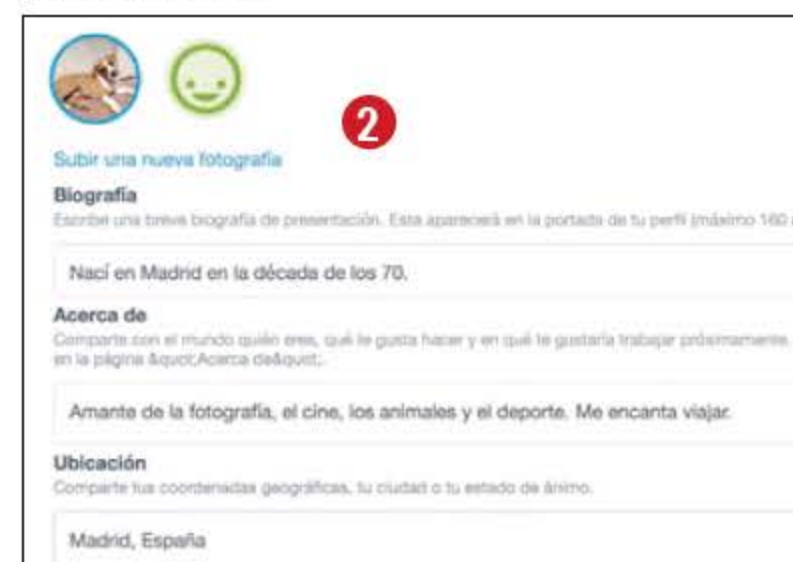 2
Subir una nueva fotografía
Biografía
Escribe una breve biografía de presentación. Esta aparecerá en la portada de tu perfil (máximo 160
Nací en Madrid en la década de los 70.
Acerca de
Comparte con el mundo quién eres, qué te gusta hacer y en qué te gustaría trabajar próximamente.
en la página &quot;Acerca de&quot;.
Amante de la fotografía, el cine, los animales y el deporte. Me encanta viajar.
Ubicación
Comparte tus coordenadas geográficas, tu ciudad o tu estado de ánimo.
Madrid, España